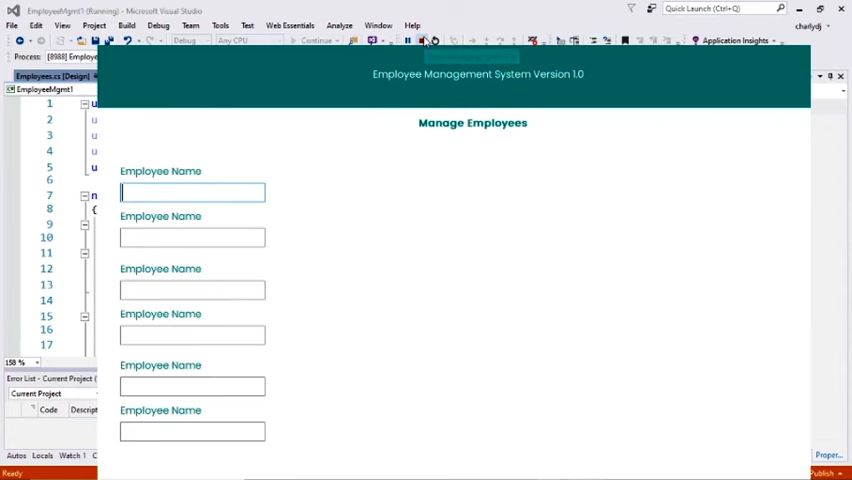 EmployeeMgmt1 (Running) - Microsoft Visual Studio
Quick Launch (Ctrl+Q)
File Edit View Project Build Debug Team Tools Test Web Essentials Analyze Window Help
charlydj
Debug Any CPU Continue Application Insights
Process: [8988] Employe
Employees.cs [Design]
EmployeeMgmt1
Employee Management System Version 1.0
Manage Employees
Employee Name
Employee Name
Employee Name
Employee Name
Employee Name
Employee Name
1 u
2 u
3 u
4 u
5 u
6
7 n
8 {
9
10
11
12
13
14
15
16
17
158 %
Error List - Current Project
Current Project
Code Descript
Autos Locals Watch 1
Proper...
Ready
Publish